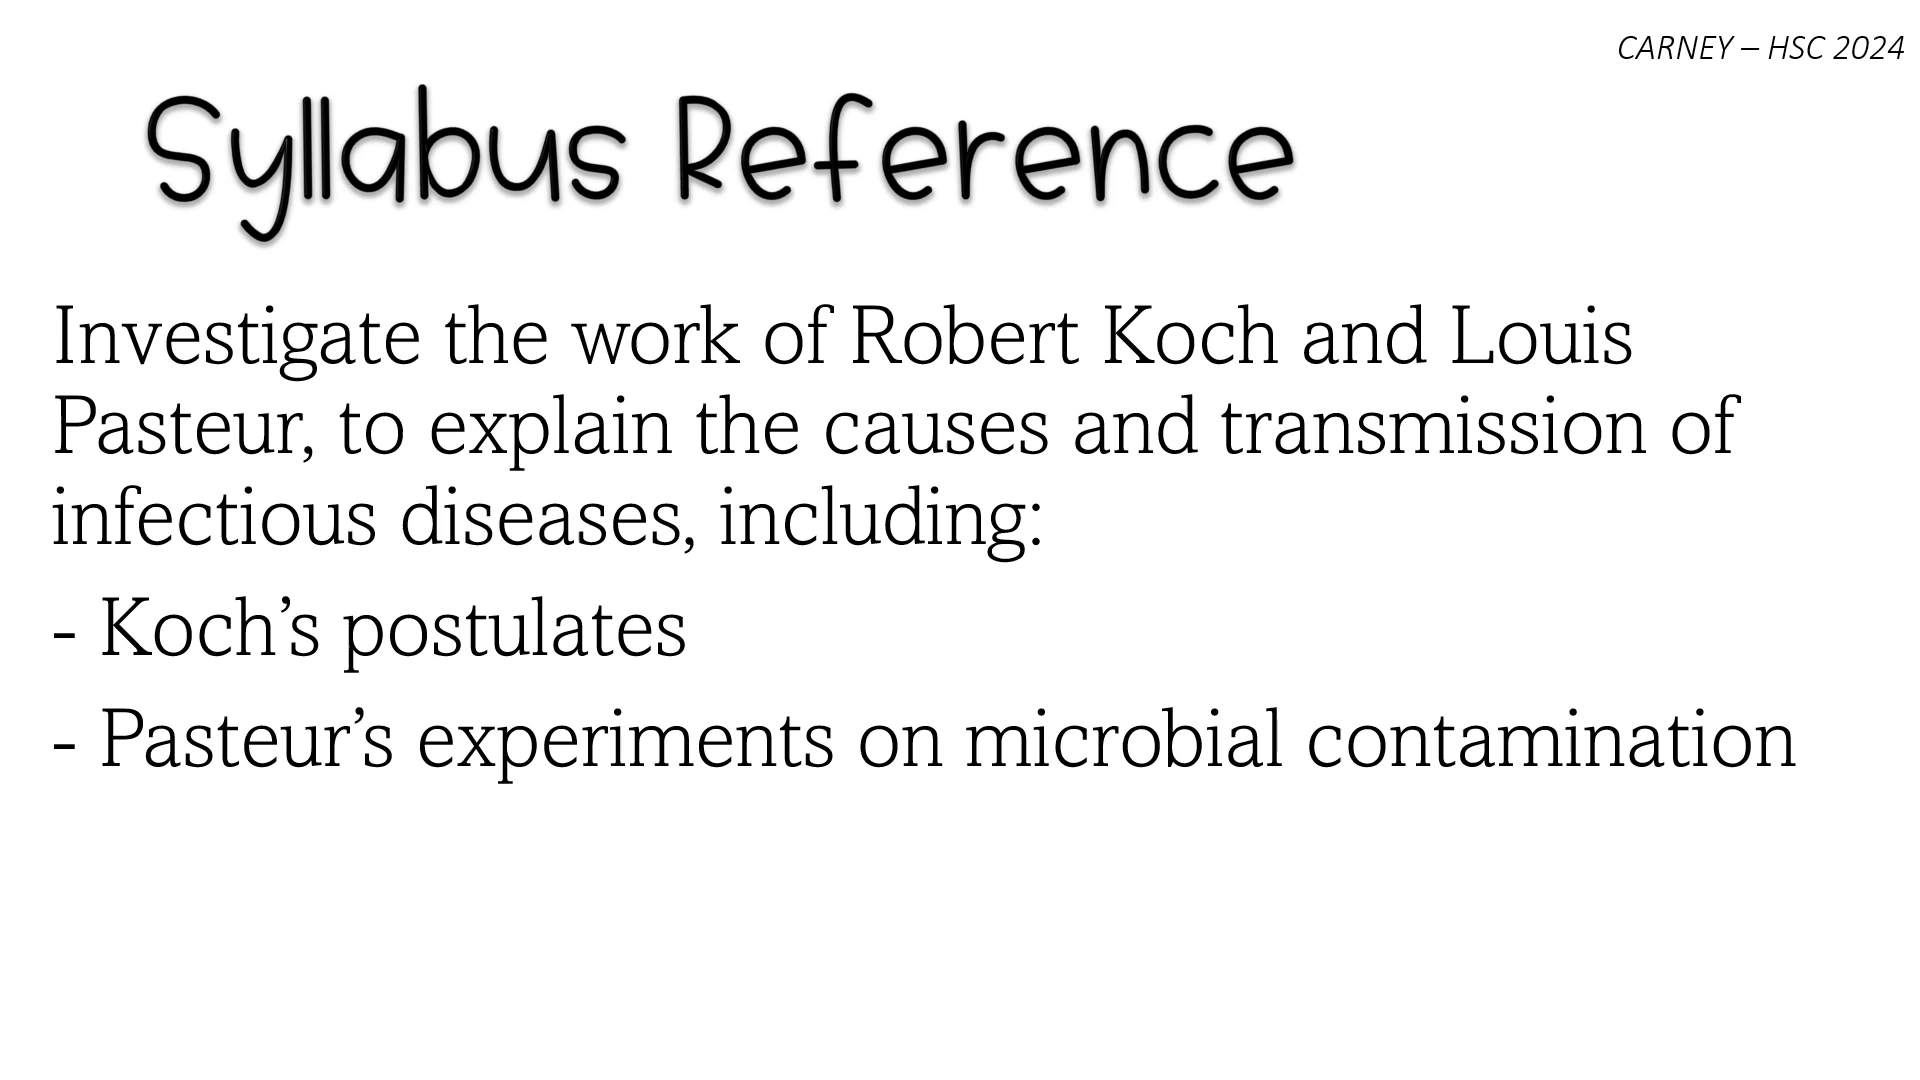 CARNEY – HSC 2024
Syllabus Reference
Investigate the work of Robert Koch and Louis
Pasteur, to explain the causes and transmission of
infectious diseases, including:
- Koch’s postulates
- Pasteur’s experiments on microbial contamination